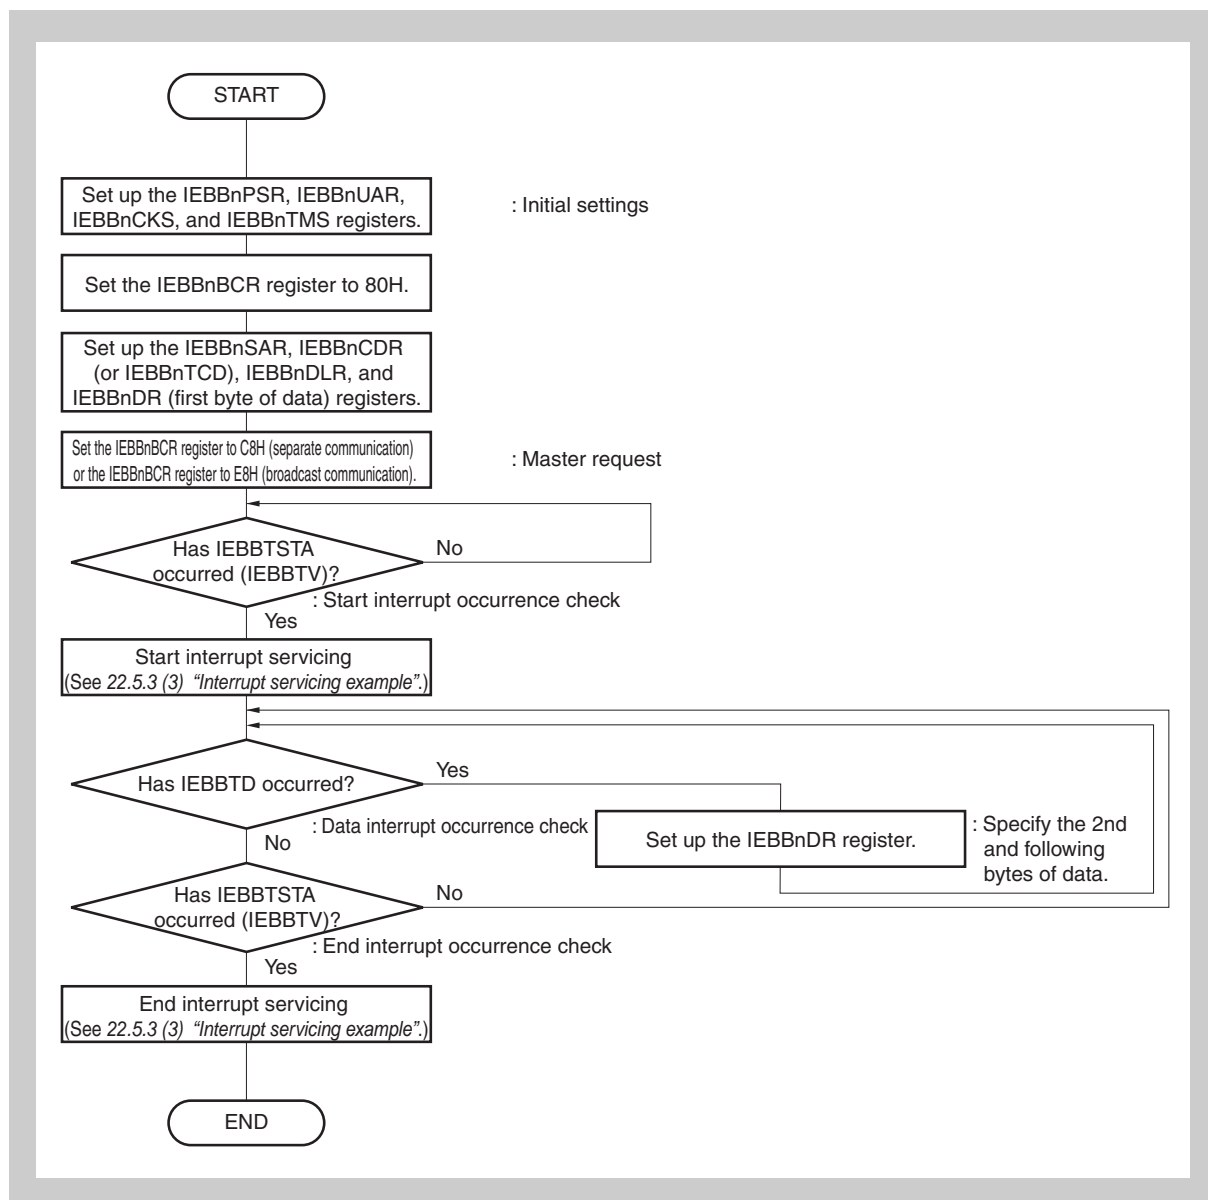 START
Set up the IEBBnPSR, IEBBnUAR,
IEBBnCKS, and IEBBnTMS registers.
: Initial settings
Set the IEBBnBCR register to 80H.
Set up the IEBBnSAR, IEBBnCDR
(or IEBBnTCD), IEBBnDLR, and
IEBBnDR (first byte of data) registers.
Set the IEBBnBCR register to C8H (separate communication)
or the IEBBnBCR register to E8H (broadcast communication).
: Master request
Has IEBBTSTA
occurred (IEBBTV)?
No
: Start interrupt occurrence check
Yes
Start interrupt servicing
(See 22.5.3 (3) “Interrupt servicing example”.)
Has IEBBTD occurred?
Yes
: Data interrupt occurrence check
No
Set up the IEBBnDR register.
: Specify the 2nd
and following
bytes of data.
Has IEBBTSTA
occurred (IEBBTV)?
No
: End interrupt occurrence check
Yes
End interrupt servicing
(See 22.5.3 (3) “Interrupt servicing example”.)
END